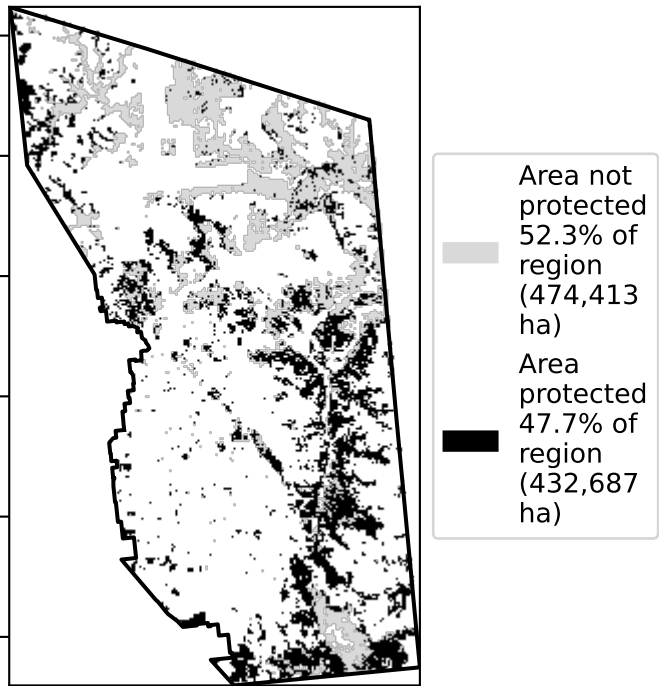 Area not
protected
52.3% of
region
(474,413
ha)
Area
protected
47.7% of
region
(432,687
ha)